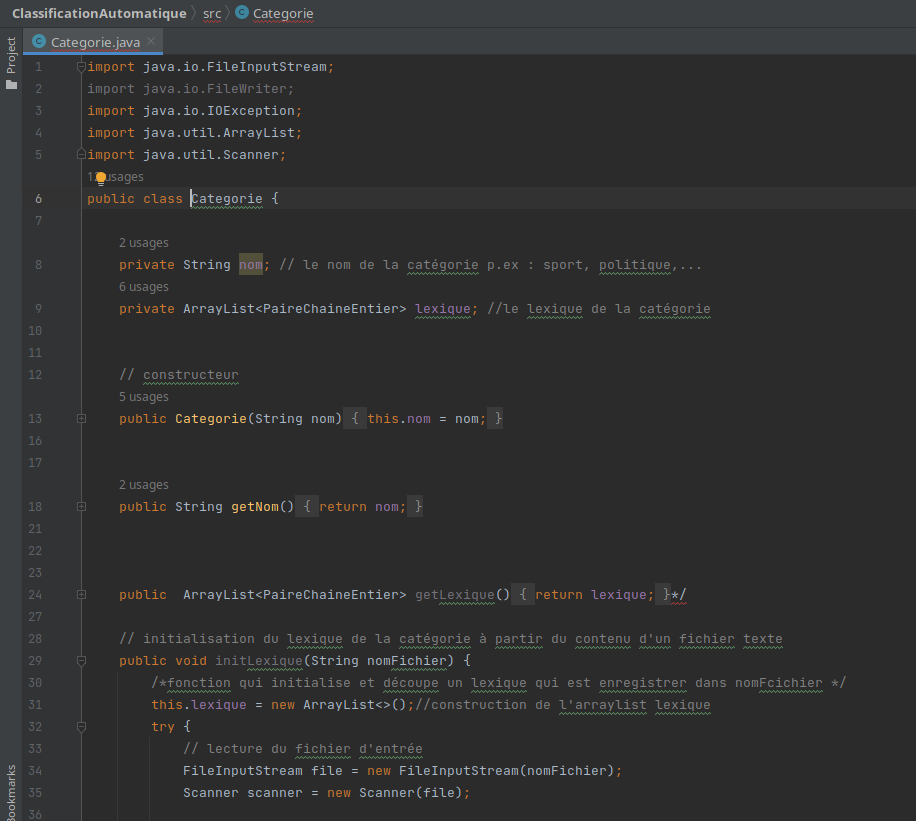 ClassificationAutomatique 〉 src 〉 Categorie
Categorie.java
Project
Bookmarks
1 import java.io.FileInputStream;
2 import java.io.FileWriter;
3 import java.io.IOException;
4 import java.util.ArrayList;
5 import java.util.Scanner;
usages
6 public class Categorie {
7
2 usages
8 private String nom; // le nom de la catégorie p.ex : sport, politique,...
6 usages
9 private ArrayList<PaireChaineEntier> lexique; //le lexique de la catégorie
10
11
12 // constructeur
5 usages
13 public Categorie(String nom) { this.nom = nom; }
16
17
2 usages
18 public String getNom() { return nom; }
21
22
23
24 public  ArrayList<PaireChaineEntier> getLexique() { return lexique; }*/
27
28 // initialisation du lexique de la catégorie à partir du contenu d'un fichier texte
29 public void initLexique(String nomFichier) {
30 /*fonction qui initialise et découpe un lexique qui est enregistrer dans nomFcichier */
31 this.lexique = new ArrayList<>();//construction de l'arraylist lexique
32 try {
33 // lecture du fichier d'entrée
34 FileInputStream file = new FileInputStream(nomFichier);
35 Scanner scanner = new Scanner(file);
36